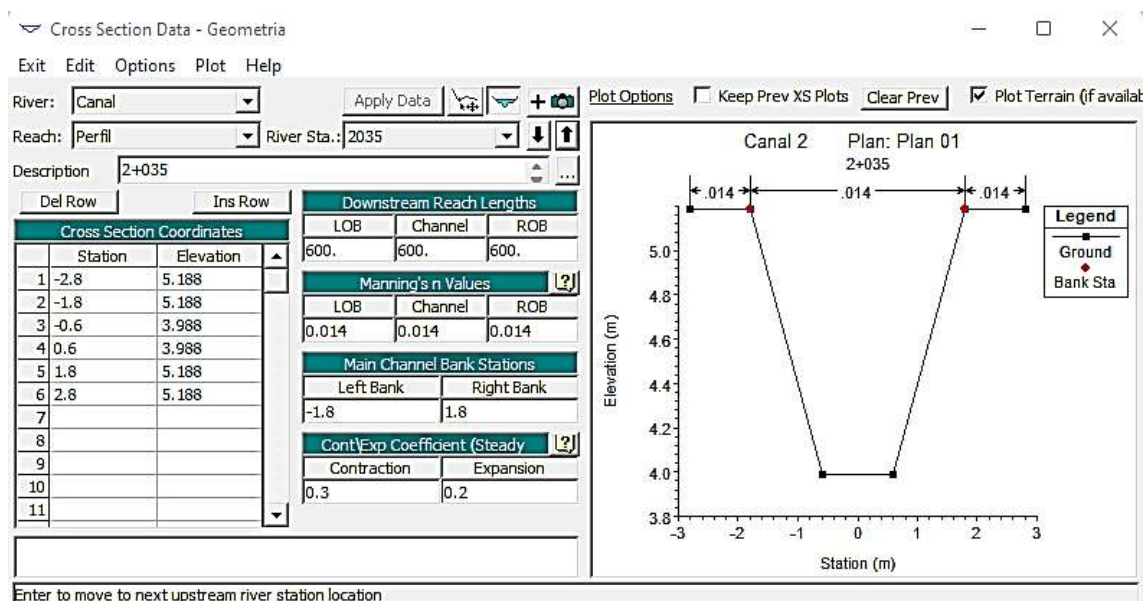 Cross Section Data - Geometria
Exit Edit Options Plot Help
River: Canal Apply Data + Plot Options Keep Prev XS Plots Clear Prev Plot Terrain (if availab
Reach: Perfil River Sta.: 2035
Description 2+035 ...
Del Row Ins Row
Cross Section Coordinates
Station Elevation
1 -2.8 5.188
2 -1.8 5.188
3 -0.6 3.988
4 0.6 3.988
5 1.8 5.188
6 2.8 5.188
7
8
9
10
11
Downstream Reach Lengths
LOB Channel ROB
600. 600. 600.
Manning's n Values ?
LOB Channel ROB
0.014 0.014 0.014
Main Channel Bank Stations
Left Bank Right Bank
-1.8 1.8
Cont\Exp Coefficient (Steady ?
Contraction Expansion
0.3 0.2
Canal 2 Plan: Plan 01
2+035
.014 .014 .014
Legend
Ground
Bank Sta
Elevation (m)
5.0
4.8
4.6
4.4
4.2
4.0
3.8
-3 -2 -1 0 1 2 3
Station (m)
Enter to move to next upstream river station location